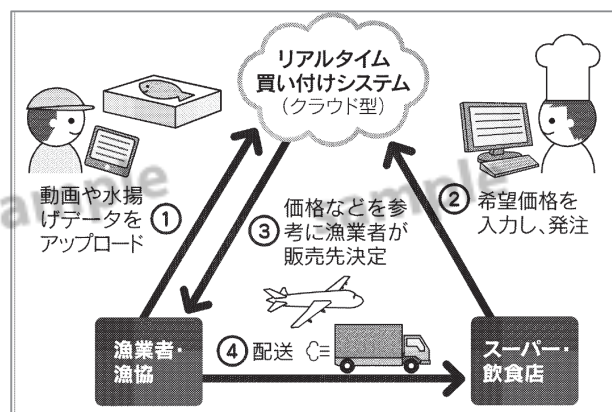 リアルタイム
買い付けシステム
(クラウド型)
動画や水揚
げデータを
アップロード
①
③
価格などを参
考に漁業者が
販売先決定
②
希望価格を
入力し、発注
漁業者・
漁協
④配送
スーパー・
飲食店
sample
sample